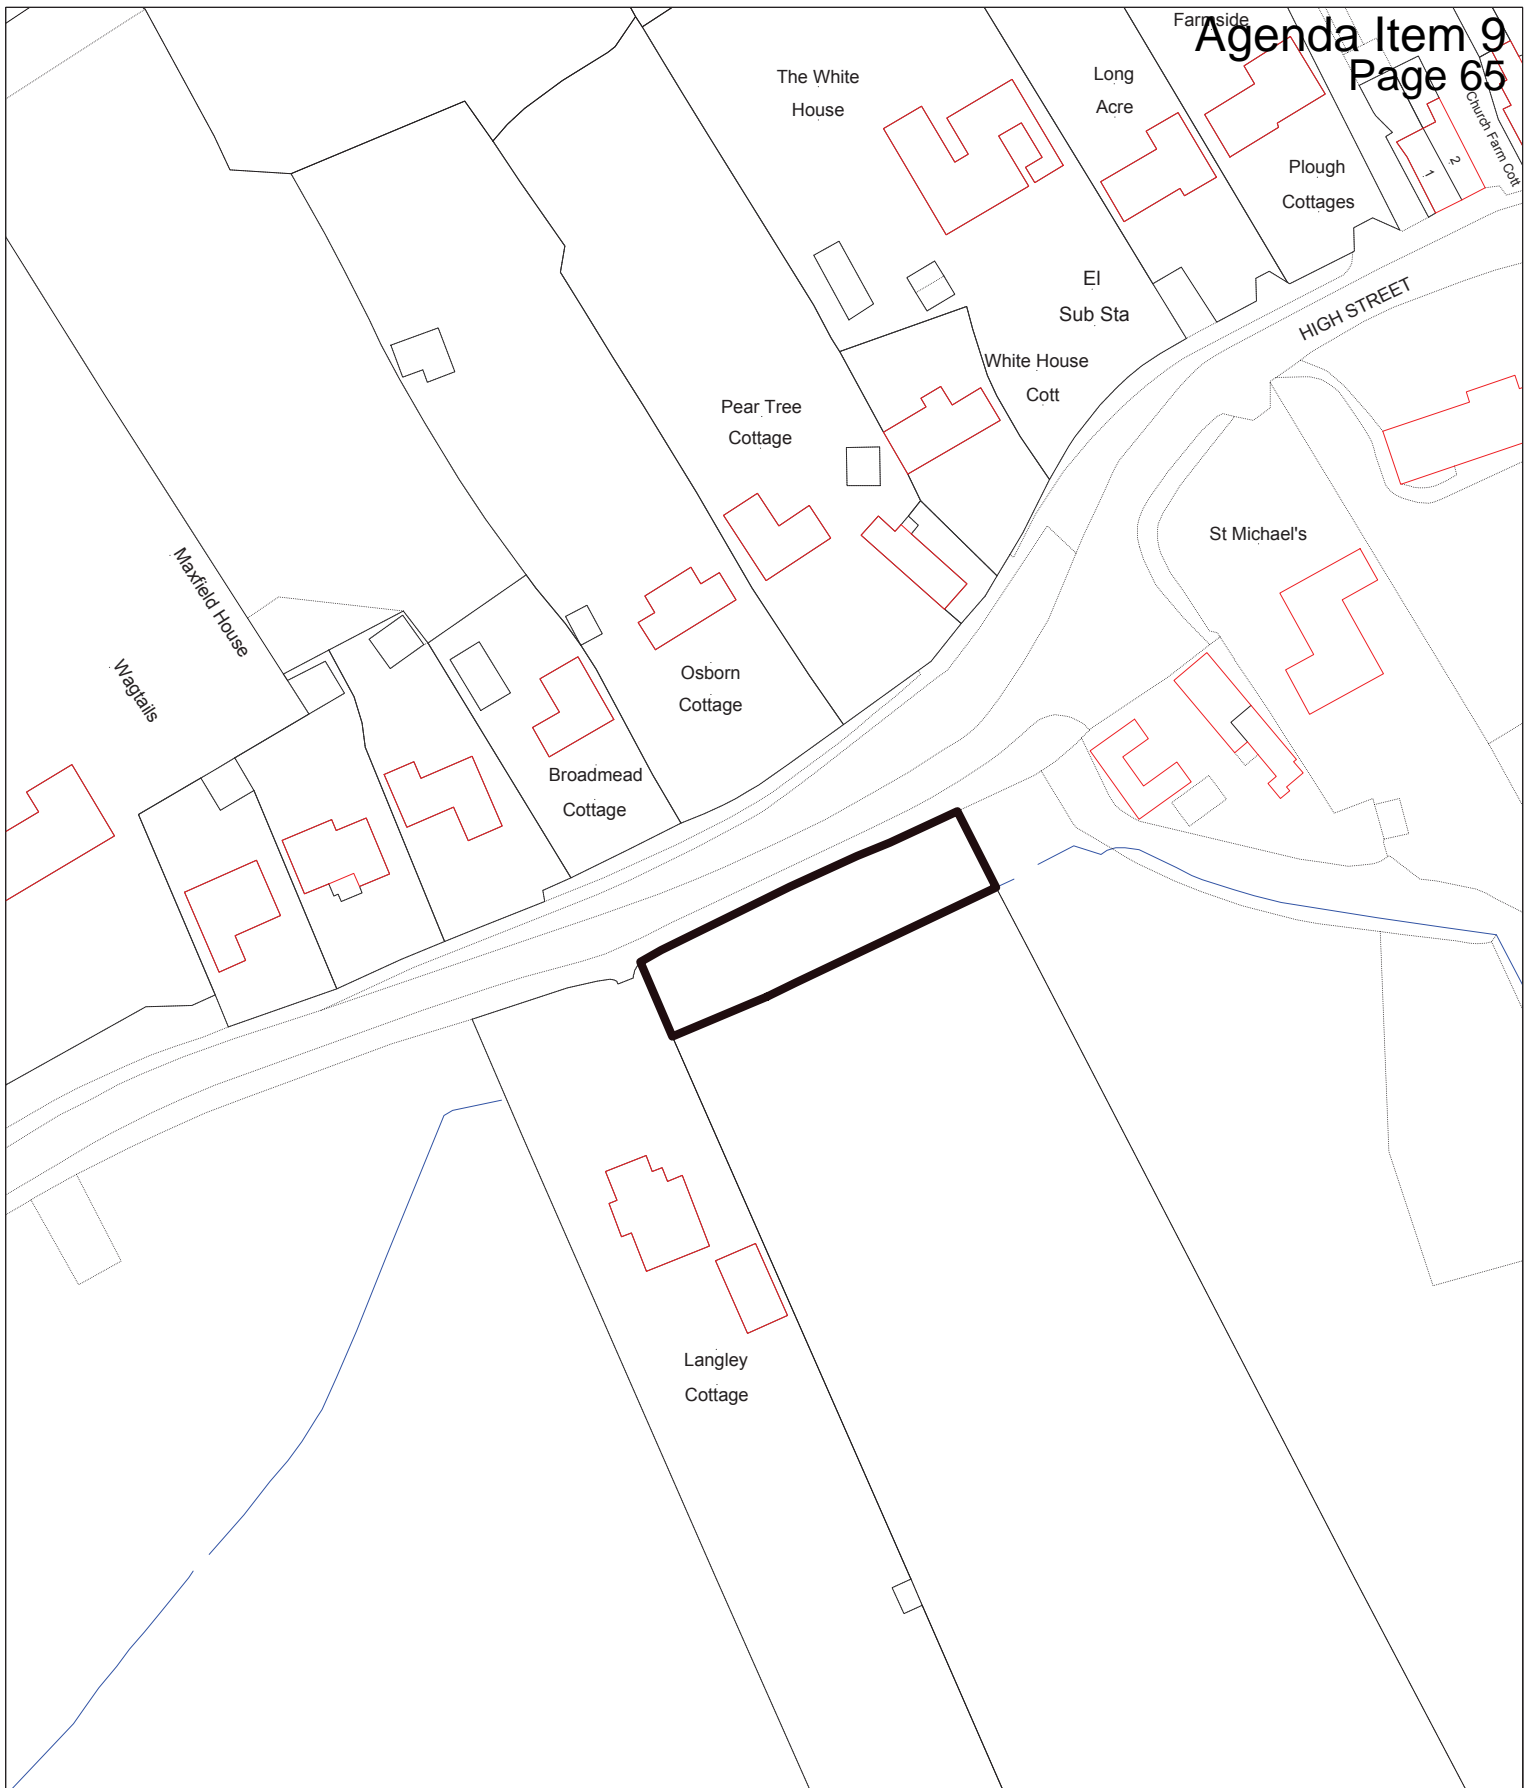 Farmside
Agenda Item 9
Page 65
The White
House
Long
Acre
Plough
Cottages
1
2
Church Farm Cott
El
Sub Sta
HIGH STREET
White House
Cott
Pear Tree
Cottage
St Michael's
Maxfield House
Wagtails
Osborn
Cottage
Broadmead
Cottage
Langley
Cottage